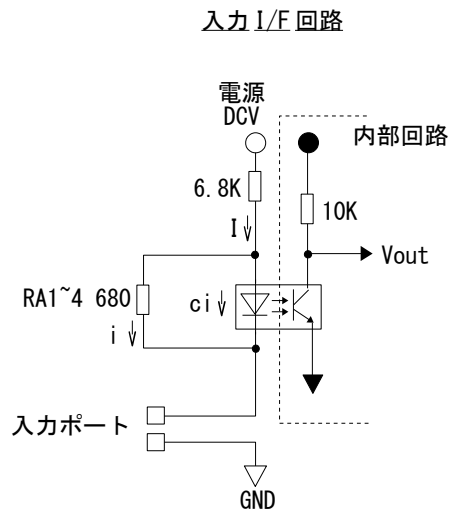 入力 I/F 回路
電源
DCV
内部回路
6.8K
10K
I
Vout
RA1~4 680
ci
i
入力ポート
GND